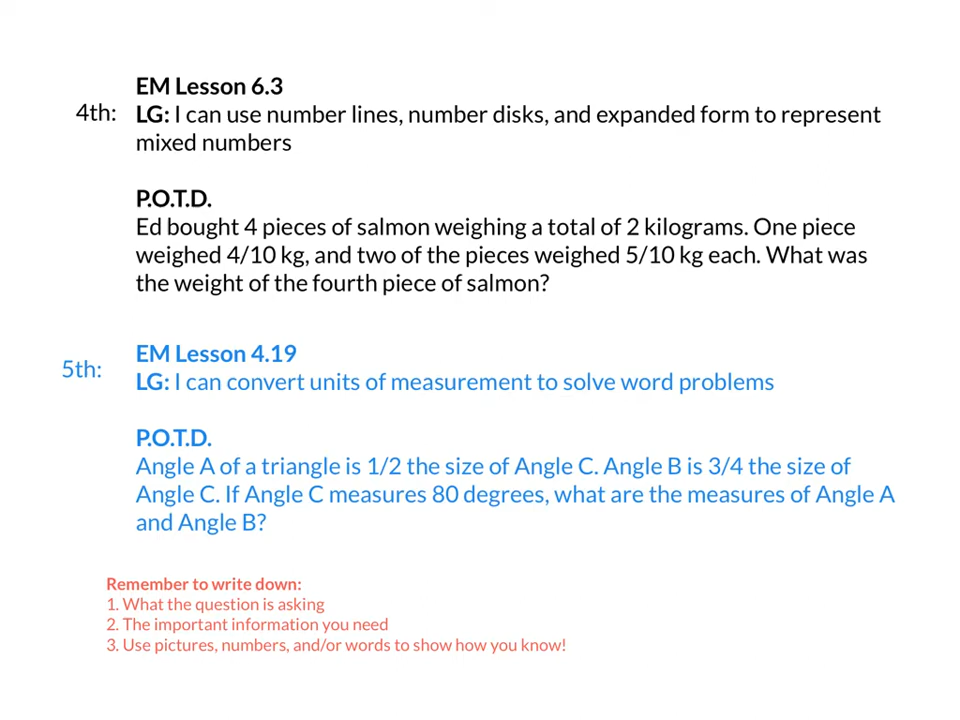 EM Lesson 6.3
4th:
LG: I can use number lines, number disks, and expanded form to represent
mixed numbers
P.O.T.D.
Ed bought 4 pieces of salmon weighing a total of 2 kilograms. One piece
weighed 4/10 kg, and two of the pieces weighed 5/10 kg each. What was
the weight of the fourth piece of salmon?
EM Lesson 4.19
5th:
LG: I can convert units of measurement to solve word problems
P.O.T.D.
Angle A of a triangle is 1/2 the size of Angle C. Angle B is 3/4 the size of
Angle C. If Angle C measures 80 degrees, what are the measures of Angle A
and Angle B?
Remember to write down:
1. What the question is asking
2. The important information you need
3. Use pictures, numbers, and/or words to show how you know!